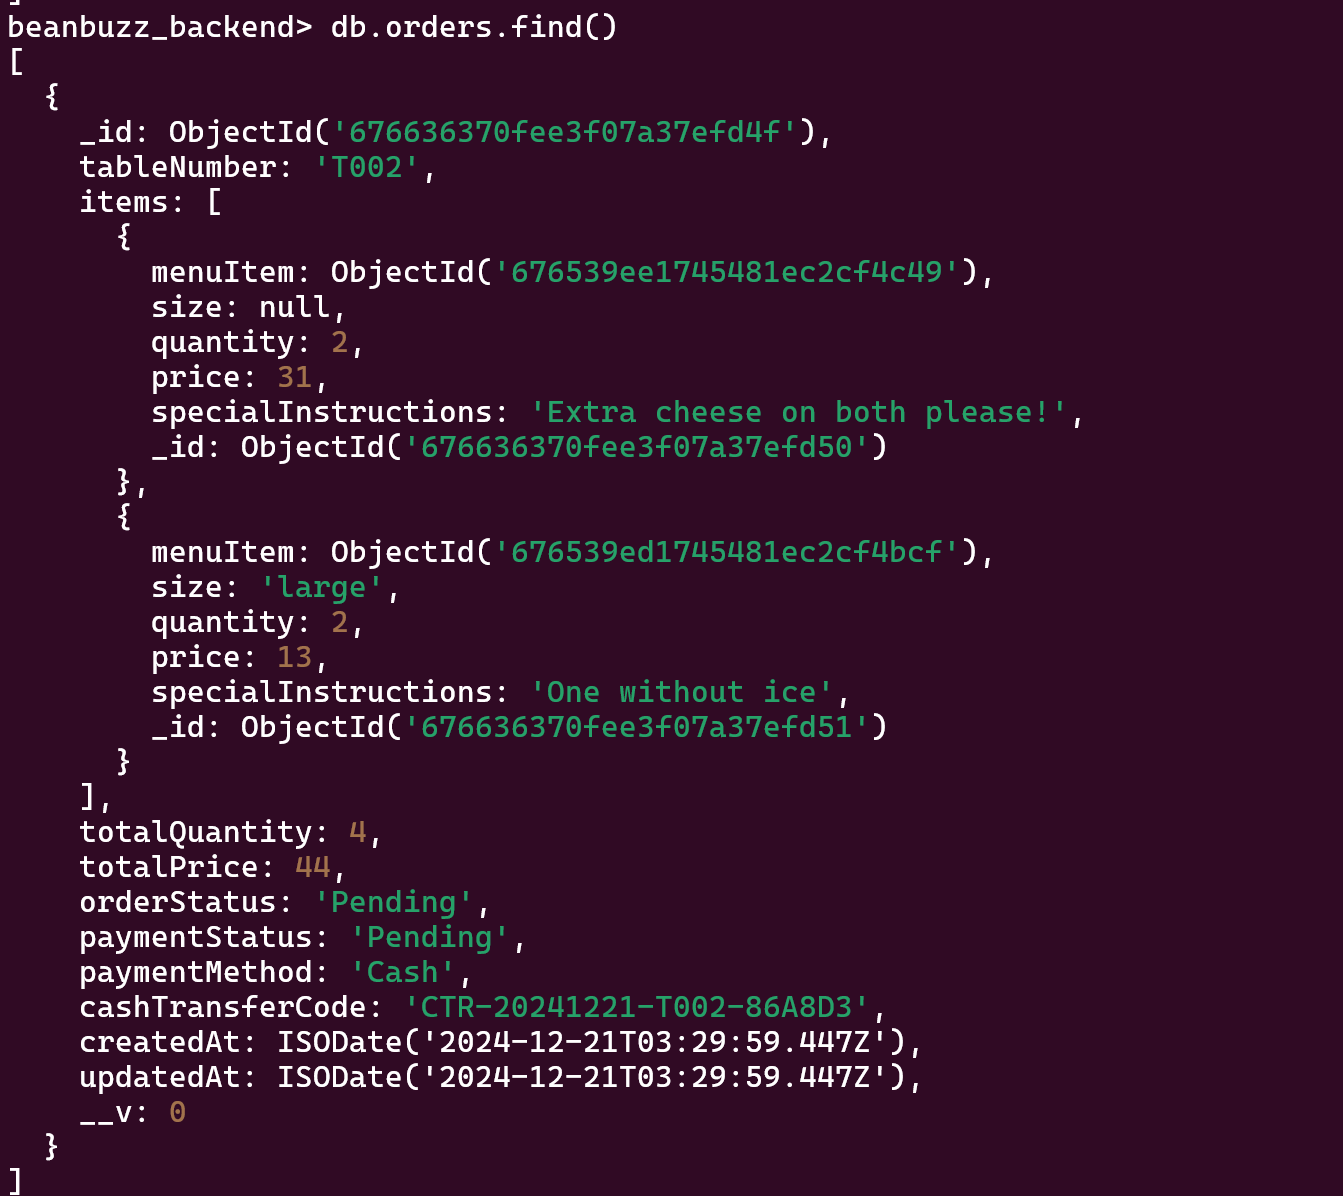 ]
beanbuzz_backend> db.orders.find()
[
  {
    _id: ObjectId('676636370fee3f07a37efd4f'),
    tableNumber: 'T002',
    items: [
      {
        menuItem: ObjectId('676539ee1745481ec2cf4c49'),
        size: null,
        quantity: 2,
        price: 31,
        specialInstructions: 'Extra cheese on both please!',
        _id: ObjectId('676636370fee3f07a37efd50')
      },
      {
        menuItem: ObjectId('676539ed1745481ec2cf4bcf'),
        size: 'large',
        quantity: 2,
        price: 13,
        specialInstructions: 'One without ice',
        _id: ObjectId('676636370fee3f07a37efd51')
      }
    ],
    totalQuantity: 4,
    totalPrice: 44,
    orderStatus: 'Pending',
    paymentStatus: 'Pending',
    paymentMethod: 'Cash',
    cashTransferCode: 'CTR-20241221-T002-86A8D3',
    createdAt: ISODate('2024-12-21T03:29:59.447Z'),
    updatedAt: ISODate('2024-12-21T03:29:59.447Z'),
    __v: 0
  }
]